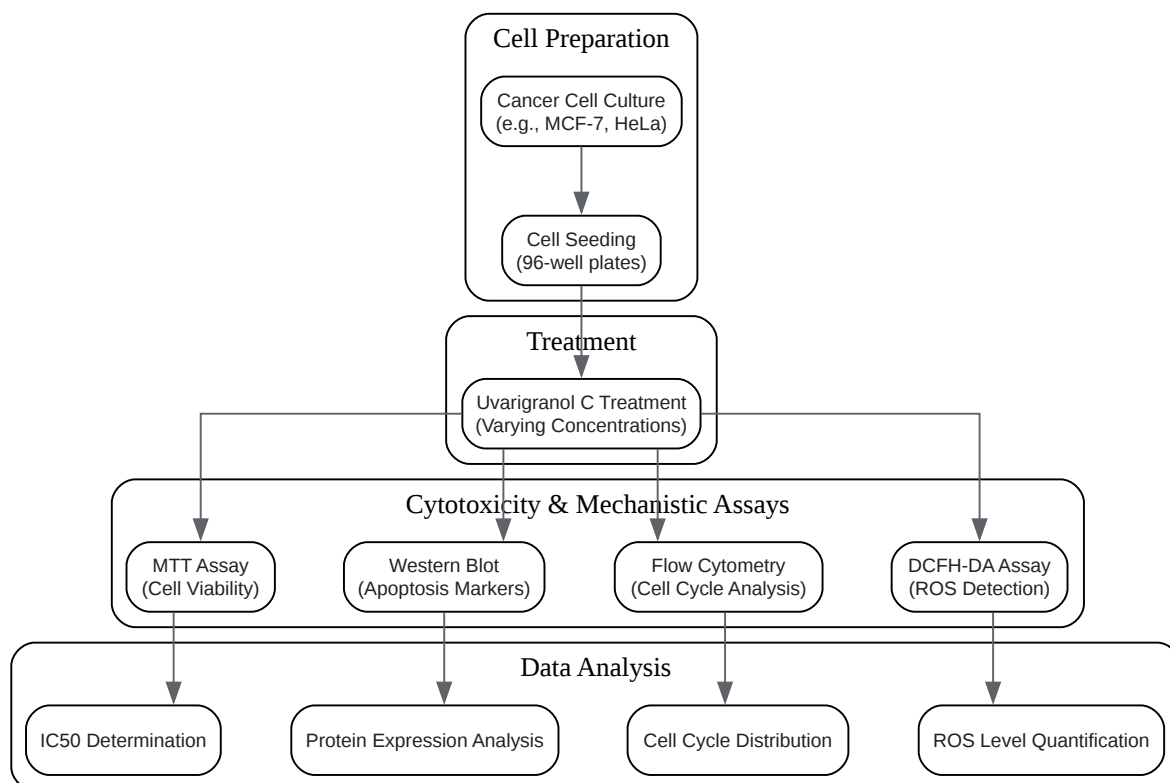 Cell Preparation
Cancer Cell Culture
(e.g., MCF-7, HeLa)
Cell Seeding
(96-well plates)
Treatment
Uvarigranol C Treatment
(Varying Concentrations)
Cytotoxicity & Mechanistic Assays
MTT Assay
(Cell Viability)
Western Blot
(Apoptosis Markers)
Flow Cytometry
(Cell Cycle Analysis)
DCFH-DA Assay
(ROS Detection)
Data Analysis
IC50 Determination
Protein Expression Analysis
Cell Cycle Distribution
ROS Level Quantification